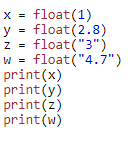 x = float(1)
y = float(2.8)
z = float("3")
w = float("4.7")
print(x)
print(y)
print(z)
print(w)